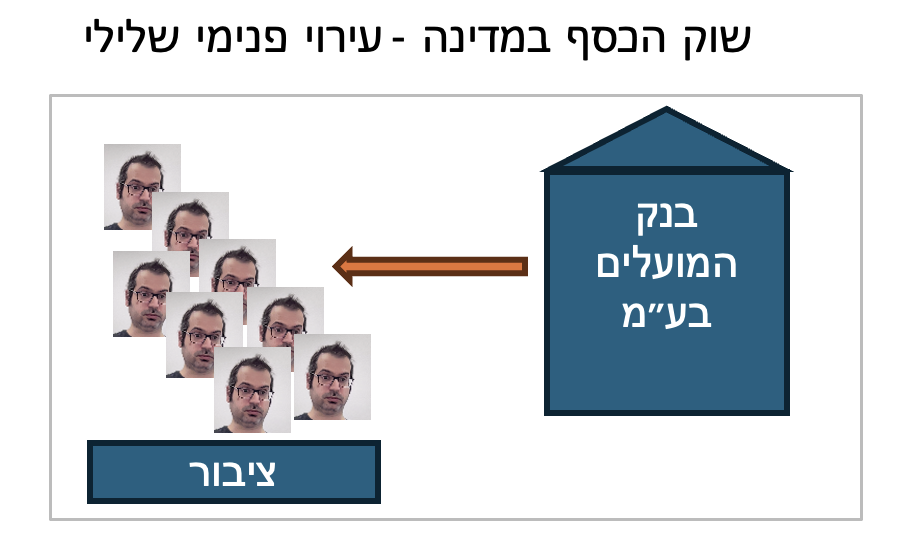 שוק הכסף במדינה - עירוי פנימי שלילי
בנק
המועלים
בע״מ
ציבור